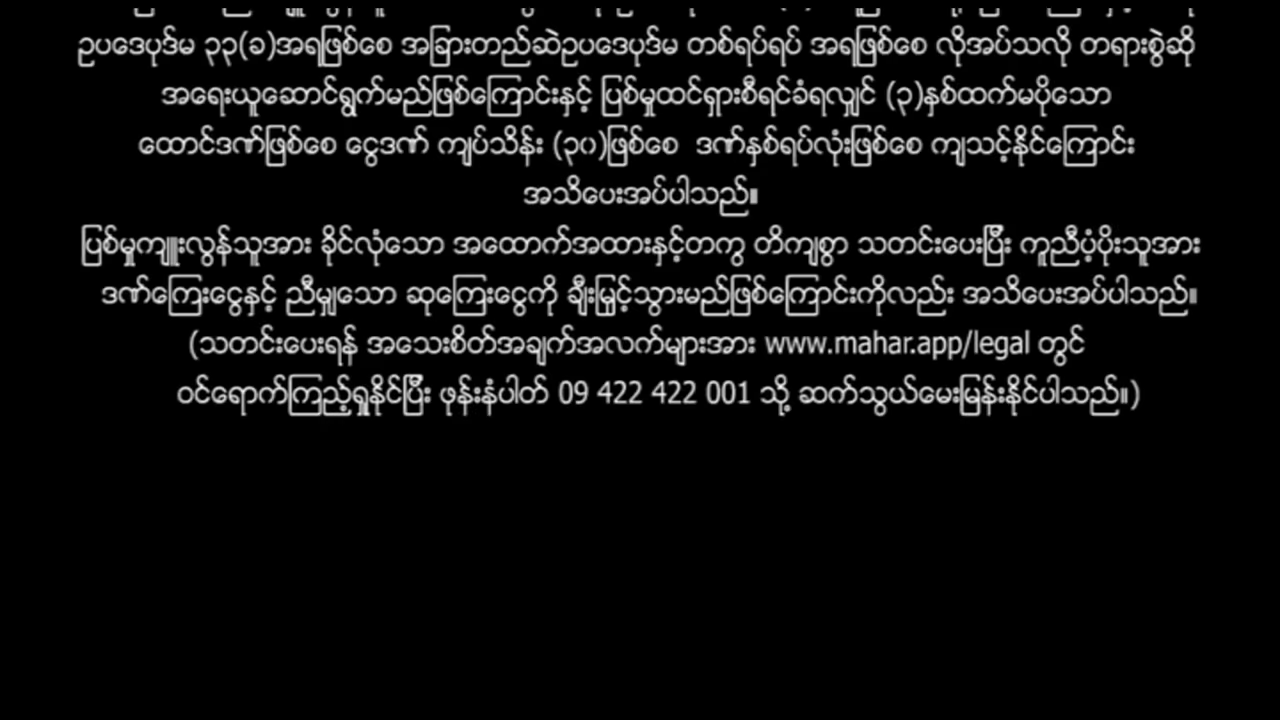 ဥပဒေပုဒ်မ ၃၃(ခ)အရဖြစ်စေ အခြားတည်ဆဲဥပဒေပုဒ်မ တစ်ရပ်ရပ် အရဖြစ်စေ လိုအပ်သလို တရားစွဲဆို
အရေးယူဆောင်ရွက်မည်ဖြစ်ကြောင်းနှင့် ပြစ်မှုထင်ရှားစီရင်ခံရလျှင် (၃)နှစ်ထက်မပိုသော
ထောင်ဒဏ်ဖြစ်စေ ငွေဒဏ် ကျပ်သိန်း (၃၀)ဖြစ်စေ ဒဏ်နှစ်ရပ်လုံးဖြစ်စေ ကျသင့်နိုင်ကြောင်း
အသိပေးအပ်ပါသည်။
ပြစ်မှုကျူးလွန်သူအား ခိုင်လုံသော အထောက်အထားနှင့်တကွ တိကျစွာ သတင်းပေးပြီး ကူညီပံ့ပိုးသူအား
ဒဏ်ကြေးငွေနှင့် ညီမျှသော ဆုကြေးငွေကို ချီးမြှင့်သွားမည်ဖြစ်ကြောင်းကိုလည်း အသိပေးအပ်ပါသည်။
(သတင်းပေးရန် အသေးစိတ်အချက်အလက်များအား www.mahar.app/legal တွင်
ဝင်ရောက်ကြည့်ရှုနိုင်ပြီး ဖုန်းနံပါတ် 09 422 422 001 သို့ ဆက်သွယ်မေးမြန်းနိုင်ပါသည်။)